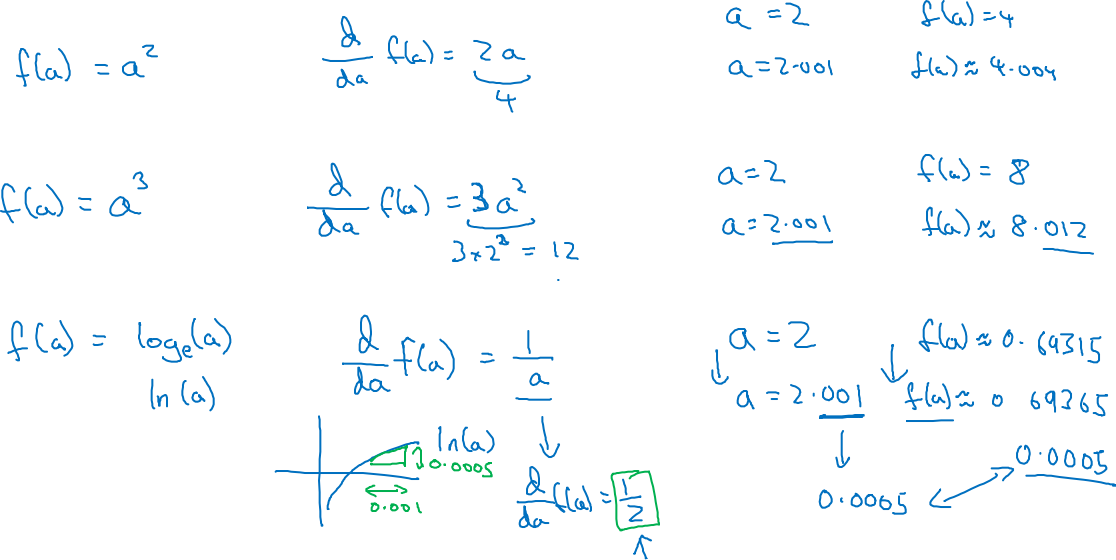 f(a) = a² d/da f(a) = 2a a = 2 f(a) = 4
4 a = 2.001 f(a) ≈ 4.004
f(a) = a³ d/da f(a) = 3a² a = 2 f(a) = 8
3×2³ = 12 a = 2.001 f(a) ≈ 8.012
f(a) = logₑ(a) d/da f(a) = 1/a a = 2 f(a) ≈ 0.69315
ln(a) a = 2.001 f(a) ≈ 0 69365
ln(a) 0.0005 0.0005
0.001 d/da f(a) = 1/2 0.0005